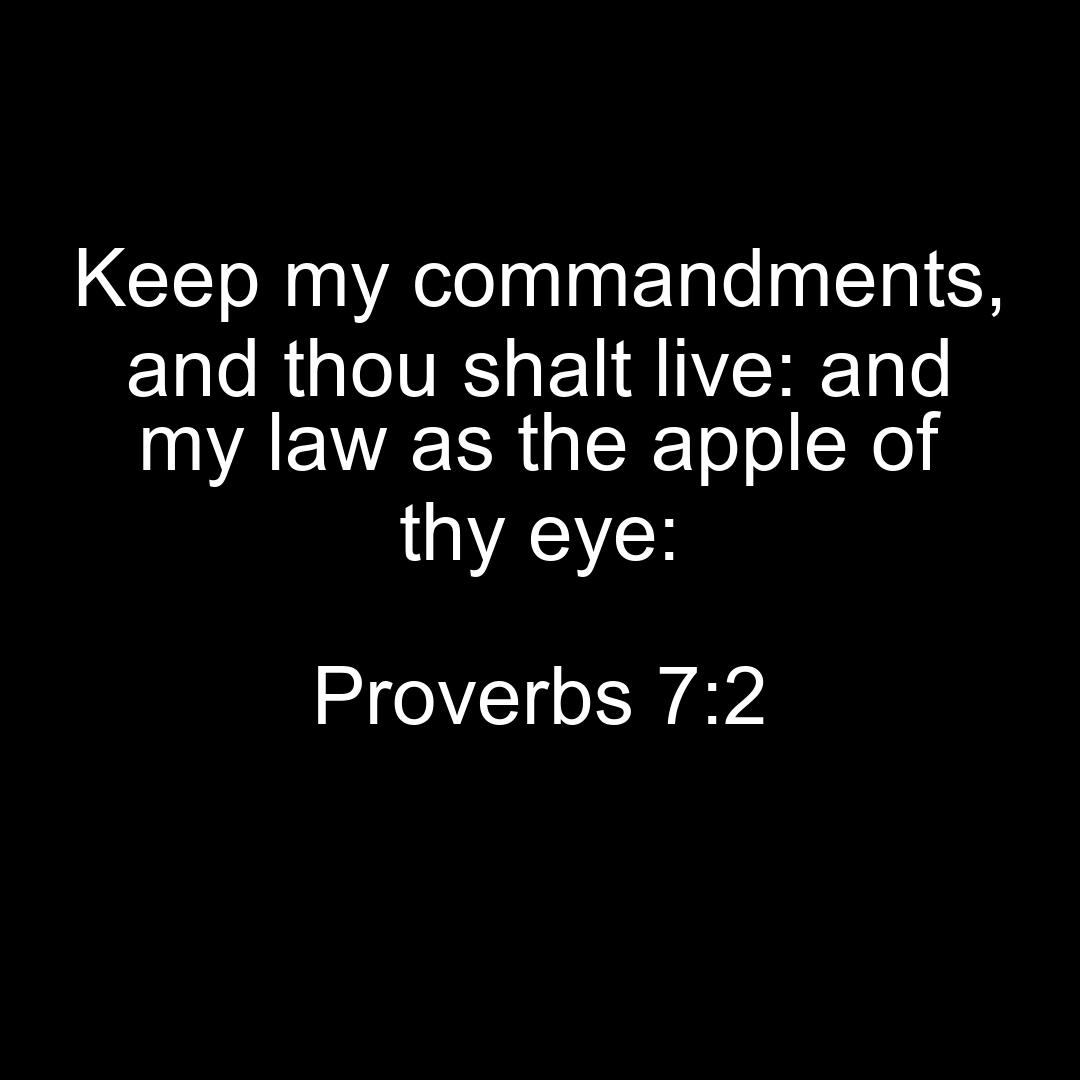 Keep my commandments,
and thou shalt live: and
my law as the apple of
thy eye:
Proverbs 7:2